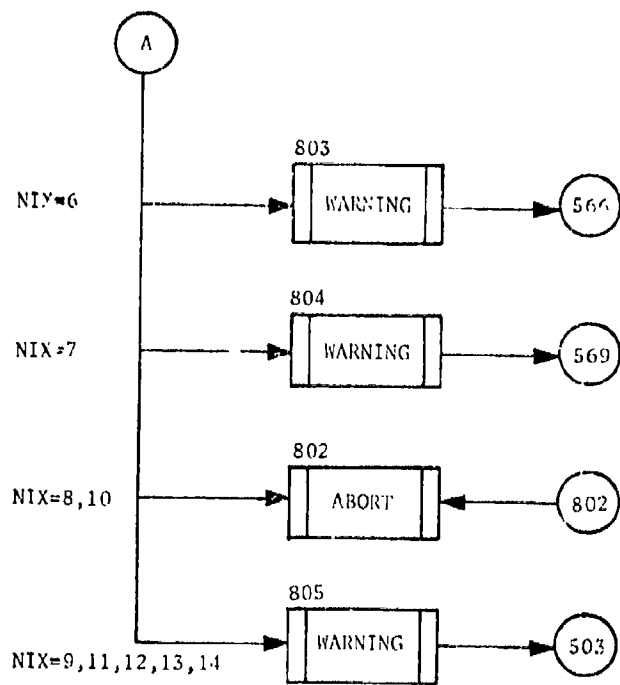 A
803
NIX=6 WARNING 566
804
NIX=7 WARNING 569
802
NIX=8,10 ABORT 802
805
WARNING 503
NIX=9,11,12,13,14